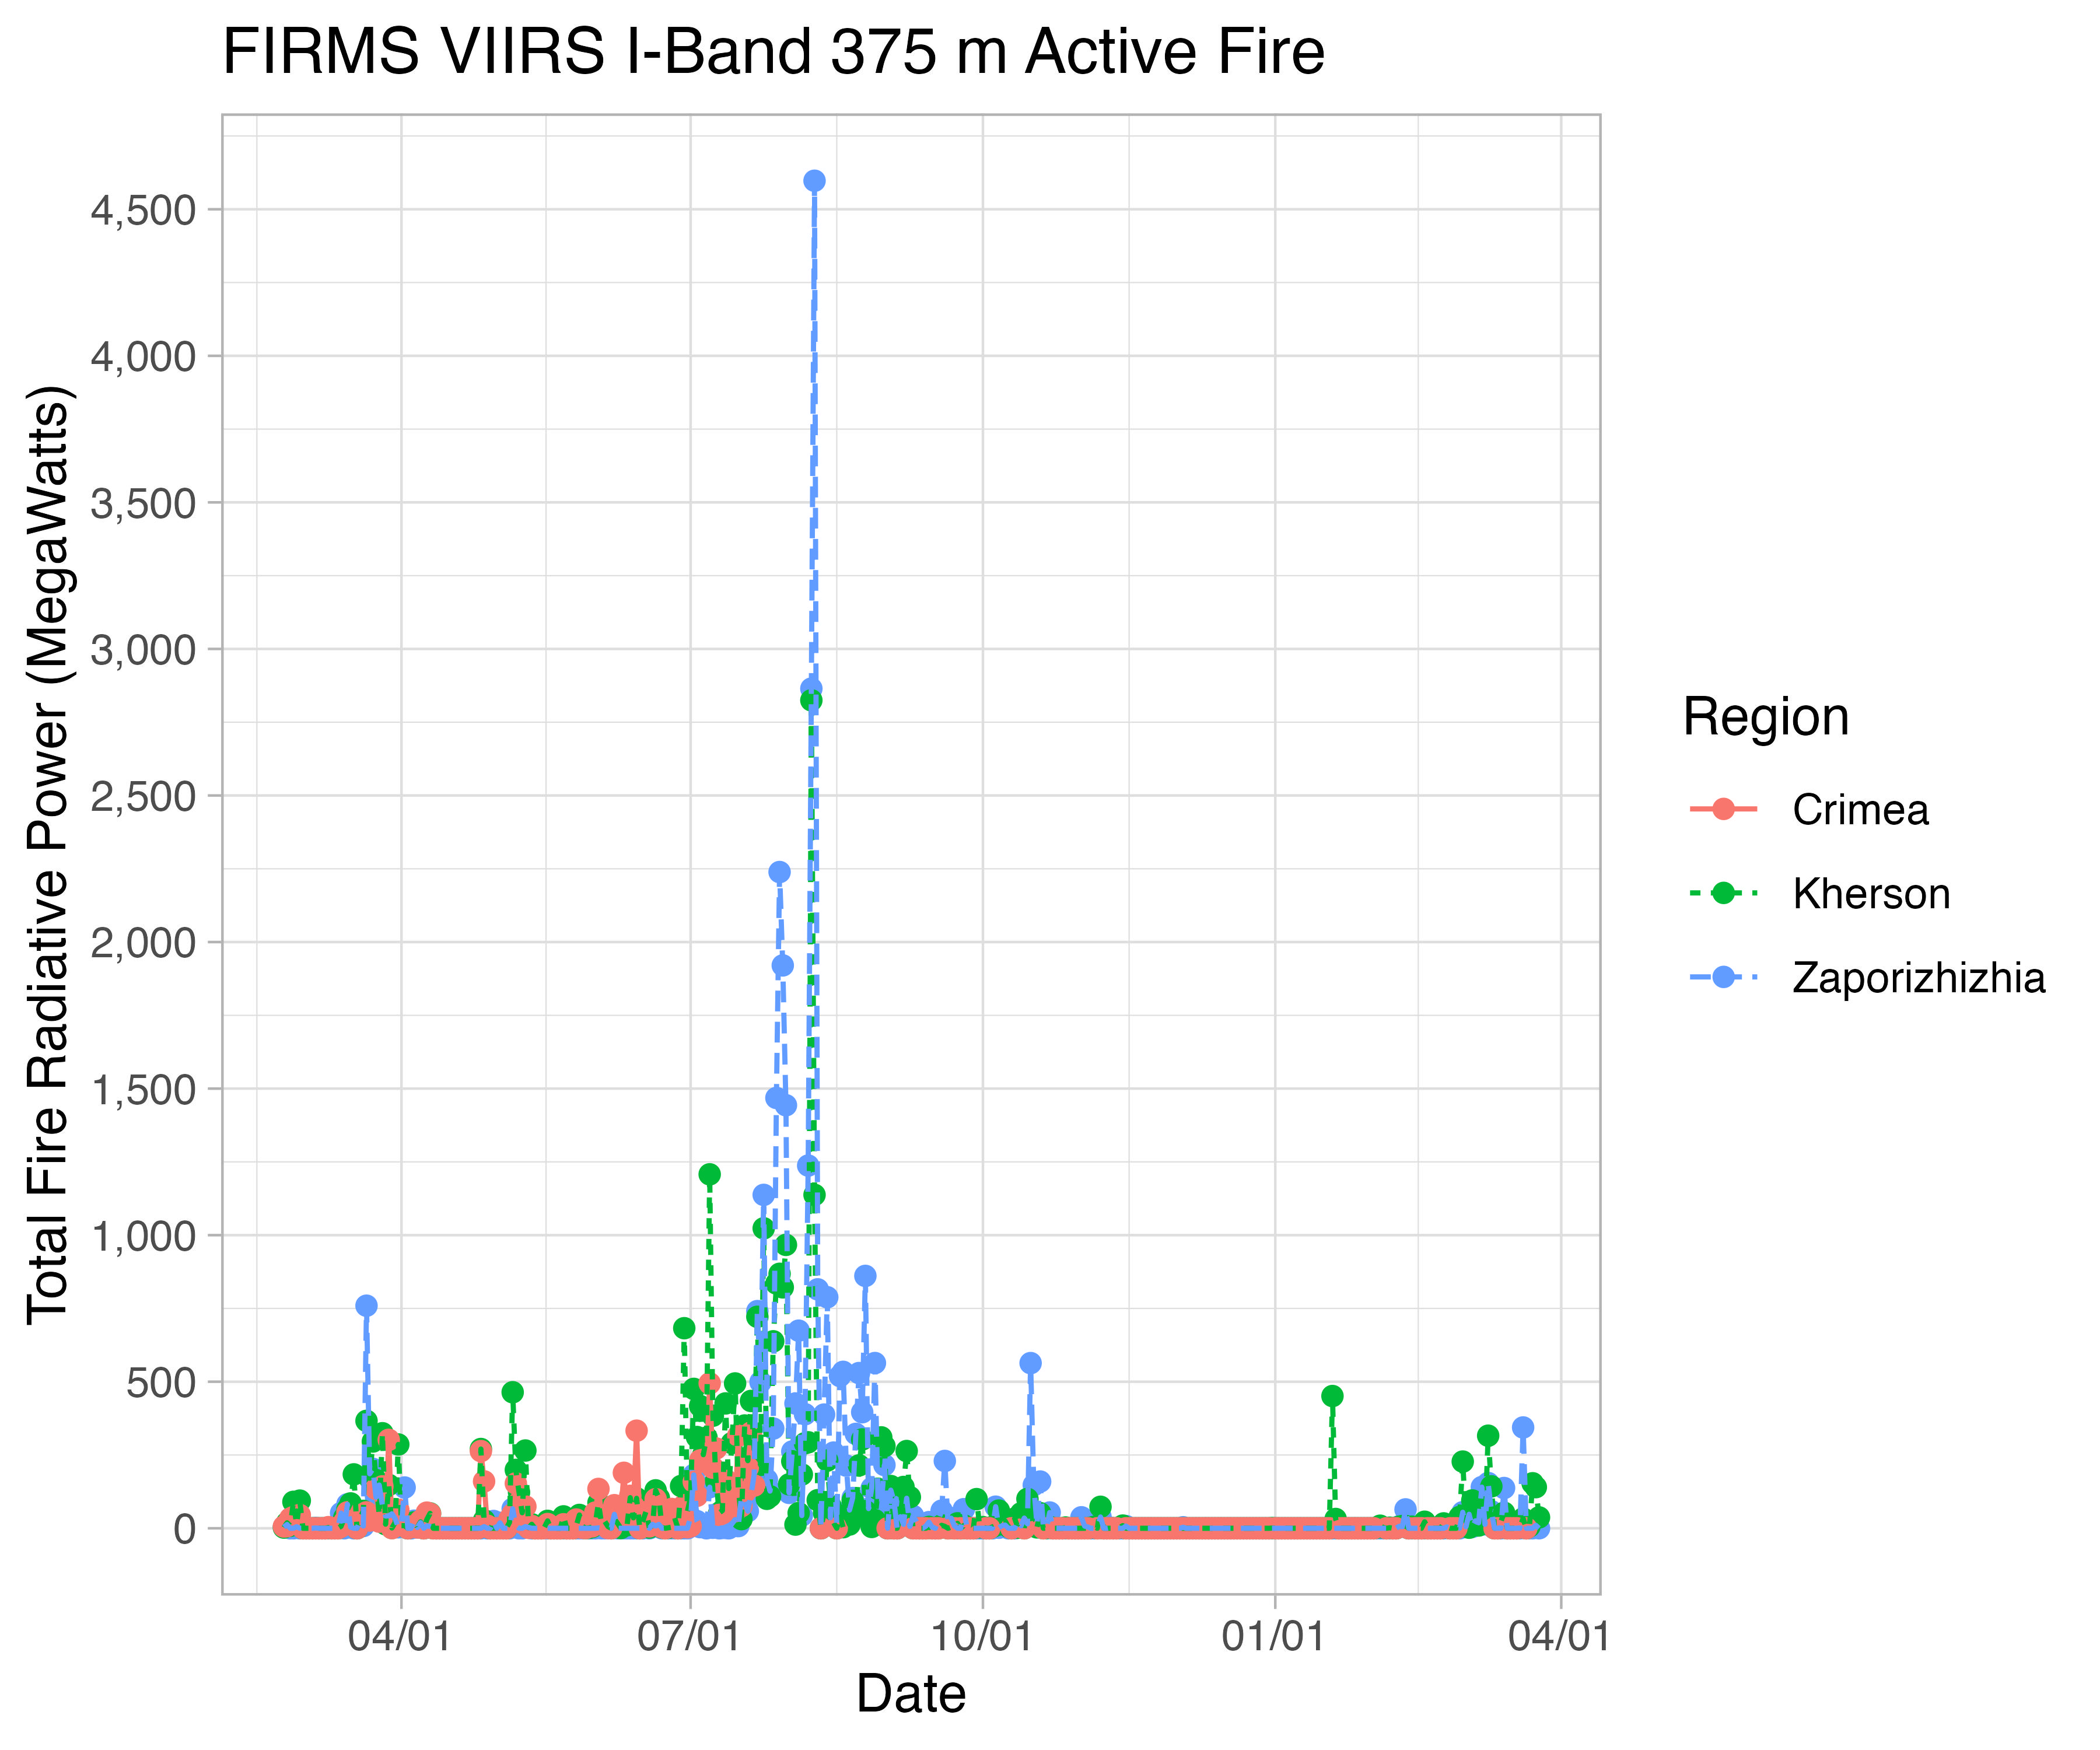 FIRMS VIIRS I-Band 375 m Active Fire
Total Fire Radiative Power (MegaWatts)
4,500
4,000
3,500
3,000
2,500
2,000
1,500
1,000
500
0
04/01
07/01
10/01
01/01
04/01
Date
Region
Crimea
Kherson
Zaporizhizhia